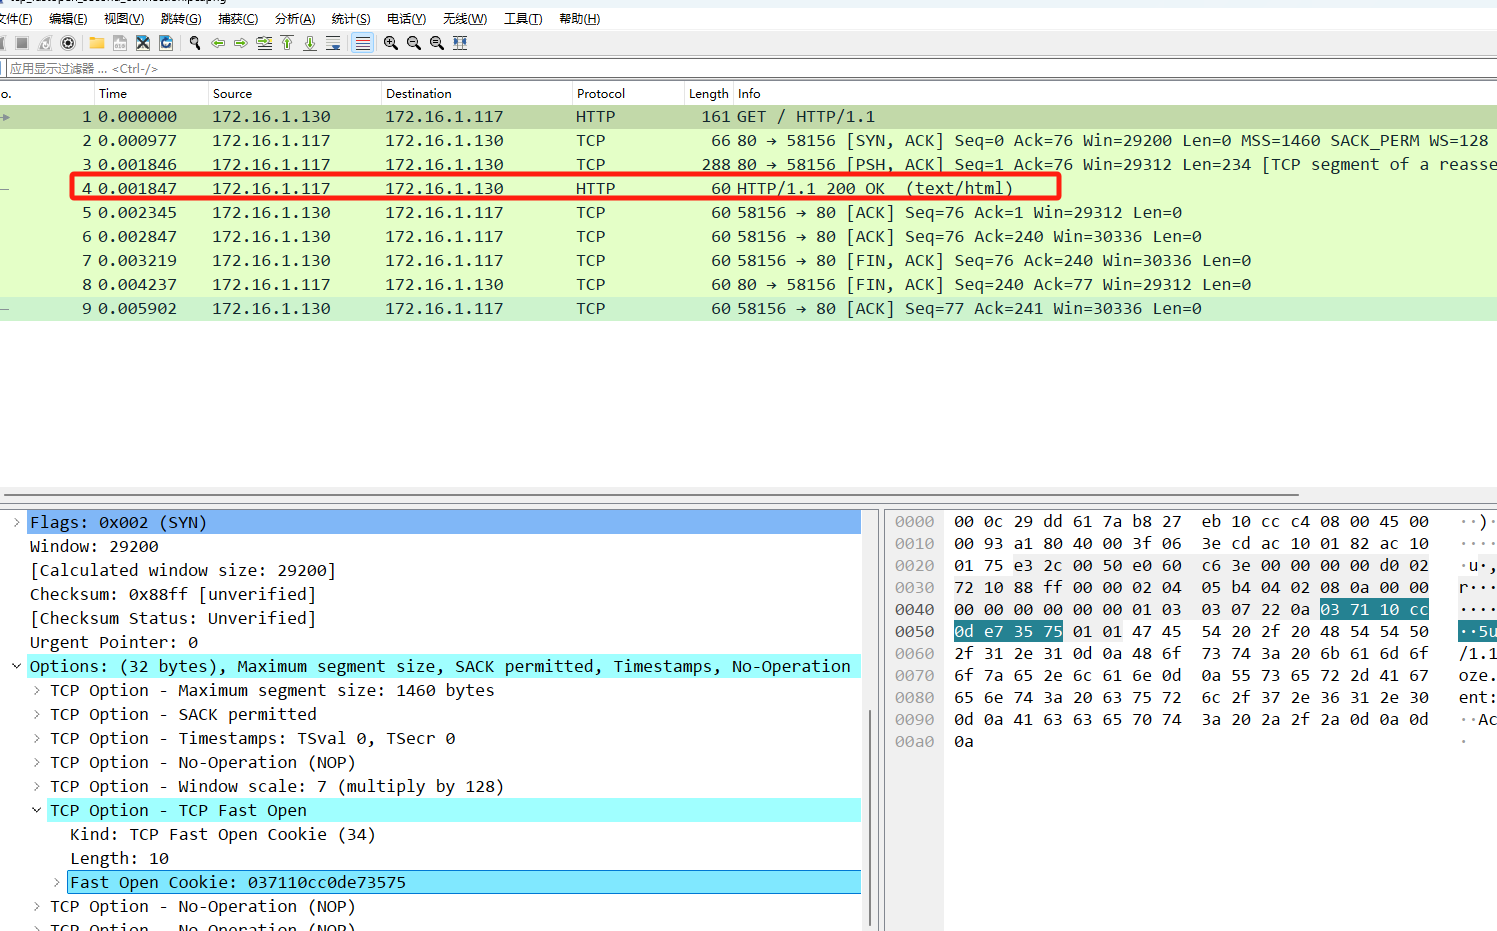 文件(F) 编辑(E) 视图(V) 跳转(G) 捕获(C) 分析(A) 统计(S) 电话(Y) 无线(W) 工具(T) 帮助(H)
应用显示过滤器 … <Ctrl-/>
o. Time Source Destination Protocol Length Info
1 0.000000 172.16.1.130 172.16.1.117 HTTP 161 GET / HTTP/1.1
2 0.000977 172.16.1.117 172.16.1.130 TCP 66 80 → 58156 [SYN, ACK] Seq=0 Ack=76 Win=29200 Len=0 MSS=1460 SACK_PERM WS=128
3 0.001846 172.16.1.117 172.16.1.130 TCP 288 80 → 58156 [PSH, ACK] Seq=1 Ack=76 Win=29312 Len=234 [TCP segment of a reasse
4 0.001847 172.16.1.117 172.16.1.130 HTTP 60 HTTP/1.1 200 OK (text/html)
5 0.002345 172.16.1.130 172.16.1.117 TCP 60 58156 → 80 [ACK] Seq=76 Ack=1 Win=29312 Len=0
6 0.002847 172.16.1.130 172.16.1.117 TCP 60 58156 → 80 [ACK] Seq=76 Ack=240 Win=30336 Len=0
7 0.003219 172.16.1.130 172.16.1.117 TCP 60 58156 → 80 [FIN, ACK] Seq=76 Ack=240 Win=30336 Len=0
8 0.004237 172.16.1.117 172.16.1.130 TCP 60 80 → 58156 [FIN, ACK] Seq=240 Ack=77 Win=29312 Len=0
9 0.005902 172.16.1.130 172.16.1.117 TCP 60 58156 → 80 [ACK] Seq=77 Ack=241 Win=30336 Len=0
Flags: 0x002 (SYN)
Window: 29200
[Calculated window size: 29200]
Checksum: 0x88ff [unverified]
[Checksum Status: Unverified]
Urgent Pointer: 0
Options: (32 bytes), Maximum segment size, SACK permitted, Timestamps, No-Operation
TCP Option - Maximum segment size: 1460 bytes
TCP Option - SACK permitted
TCP Option - Timestamps: TSval 0, TSecr 0
TCP Option - No-Operation (NOP)
TCP Option - Window scale: 7 (multiply by 128)
TCP Option - TCP Fast Open
Kind: TCP Fast Open Cookie (34)
Length: 10
Fast Open Cookie: 037110cc0de73575
TCP Option - No-Operation (NOP)
TCP Option - No-Operation (NOP)
0000 00 0c 29 dd 61 7a b8 27 eb 10 cc c4 08 00 45 00 ··)·
0010 00 93 a1 80 40 00 3f 06 3e cd ac 10 01 82 ac 10 ····
0020 01 75 e3 2c 00 50 e0 60 c6 3e 00 00 00 00 d0 02 ·u·,
0030 72 10 88 ff 00 00 02 04 05 b4 04 02 08 0a 00 00 r···
0040 00 00 00 00 00 00 01 03 03 07 22 0a 03 71 10 cc ····
0050 0d e7 35 75 01 01 47 45 54 20 2f 20 48 54 54 50 ··5u
0060 2f 31 2e 31 0d 0a 48 6f 73 74 3a 20 6b 61 6d 6f /1.1
0070 6f 7a 65 2e 6c 61 6e 0d 0a 55 73 65 72 2d 41 67 oze.
0080 65 6e 74 3a 20 63 75 72 6c 2f 37 2e 36 31 2e 30 ent:
0090 0d 0a 41 63 63 65 70 74 3a 20 2a 2f 2a 0d 0a 0d ··Ac
00a0 0a ·